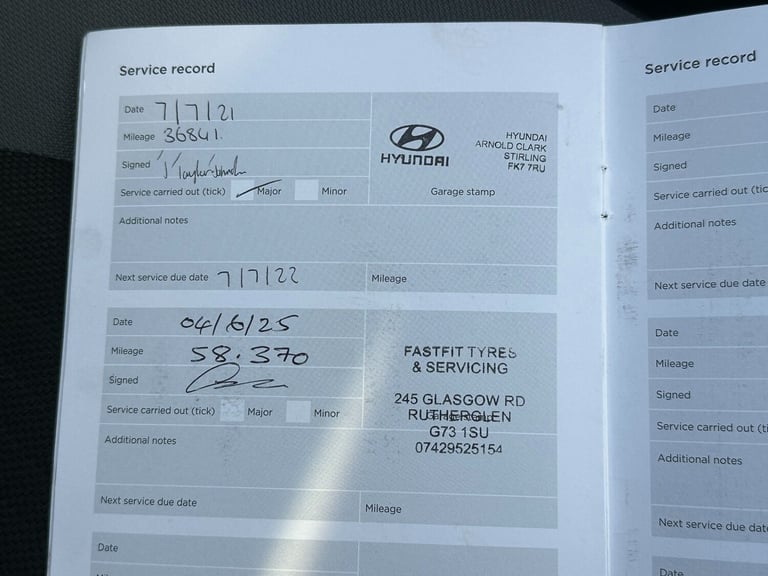 Service record
Date 7/7/21
Mileage 36841.
Signed J Taylor-Johnson
Service carried out (tick) Major Minor
HYUNDAI
HYUNDAI
ARNOLD CLARK
STIRLING
FK7 7RU
Garage stamp
Additional notes
Next service due date 7/7/22 Mileage
Date 04/6/25
Mileage 58.370
Signed
Service carried out (tick) Major Minor
FASTFIT TYRES
& SERVICING
245 GLASGOW RD
RUTHERGLEN
G73 1SU
07429525154
Additional notes
Next service due date Mileage
Date
Service record
Date
Mileage
Signed
Service carried out (tic
Additional notes
Next service due date
Date
Mileage
Signed
Service carried out (ti
Additional notes
Next service due dat
Date